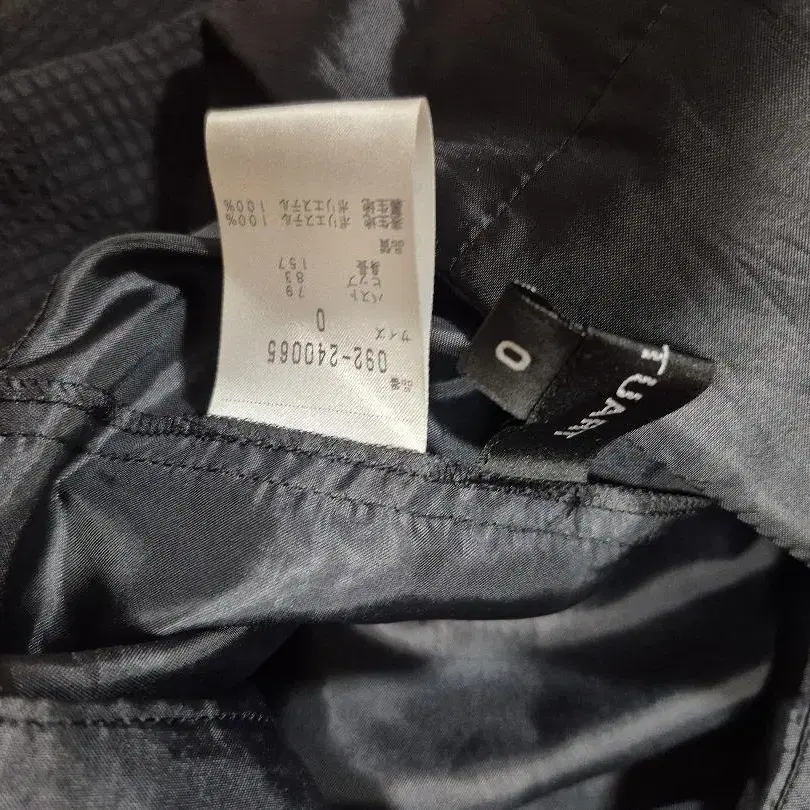 品番
092-240065
サイズ
0
バスト 79
ヒップ 83
身長 157
品質
表生地 ポリエステル 100%
裏生地 ポリエステル 100%
0
TUART